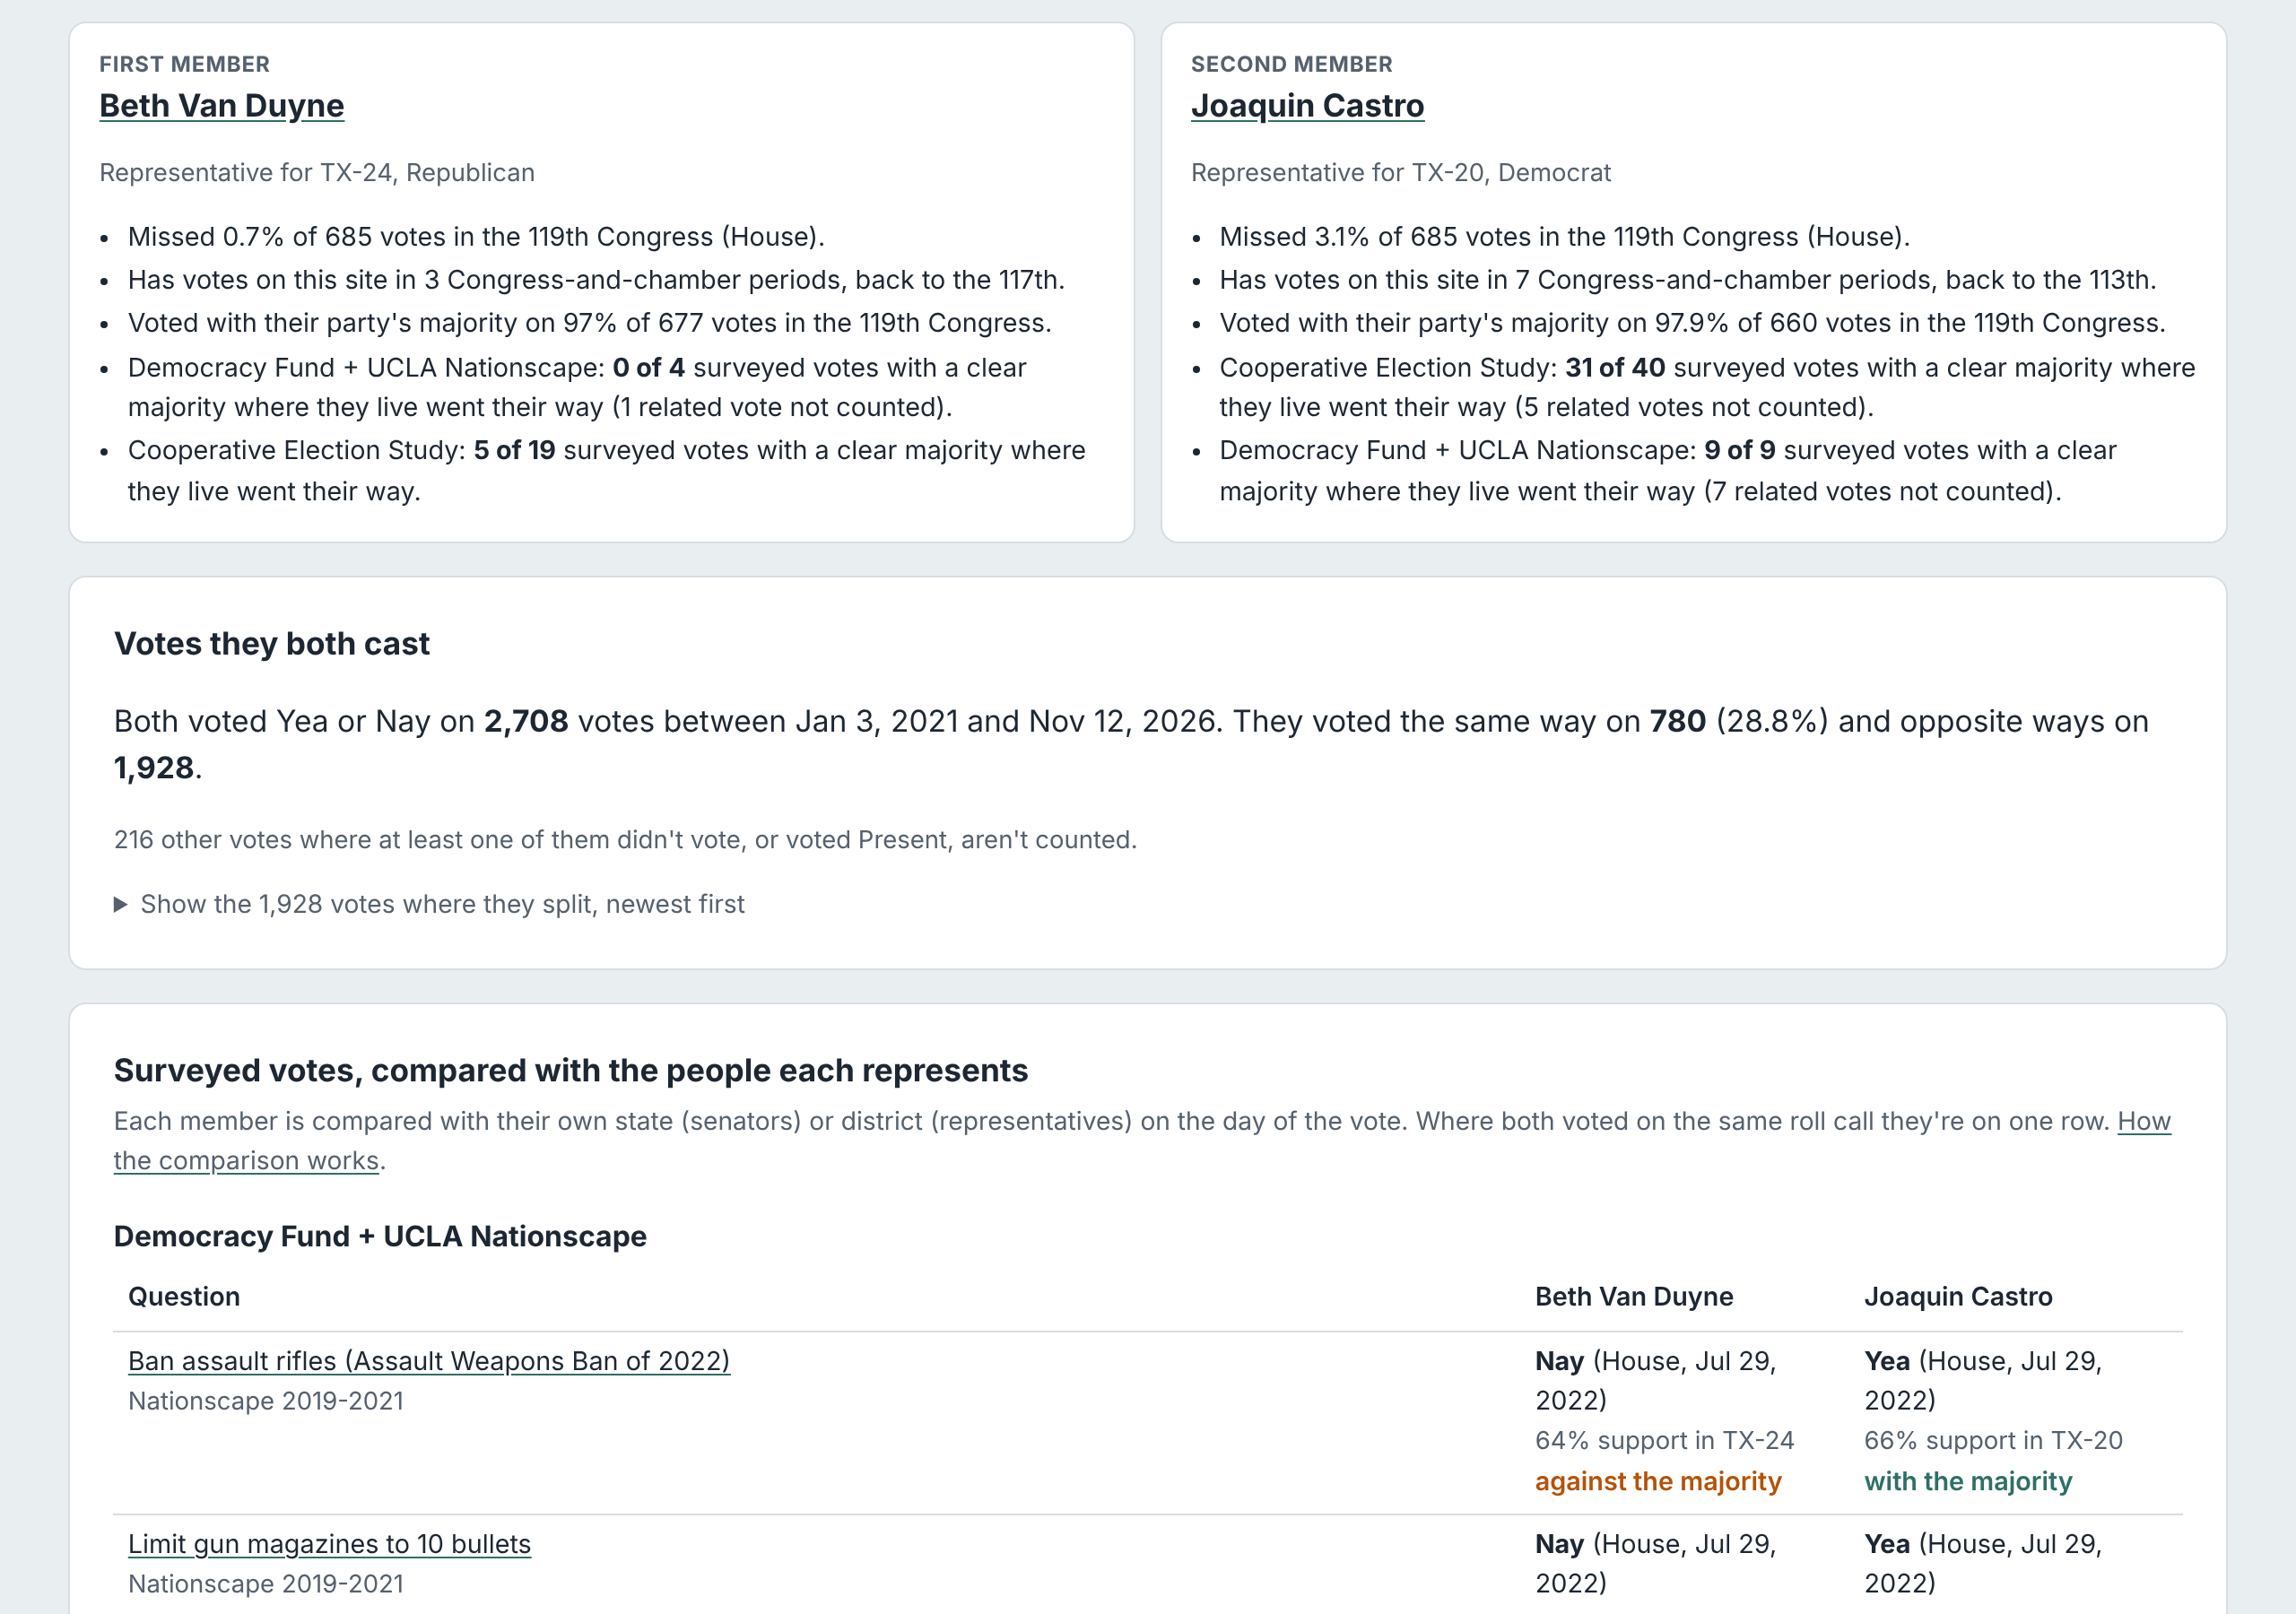 FIRST MEMBER
Beth Van Duyne
Representative for TX-24, Republican
• Missed 0.7% of 685 votes in the 119th Congress (House).
• Has votes on this site in 3 Congress-and-chamber periods, back to the 117th.
• Voted with their party's majority on 97% of 677 votes in the 119th Congress.
• Democracy Fund + UCLA Nationscape: 0 of 4 surveyed votes with a clear
majority where they live went their way (1 related vote not counted).
• Cooperative Election Study: 5 of 19 surveyed votes with a clear majority where
they live went their way.
SECOND MEMBER
Joaquin Castro
Representative for TX-20, Democrat
• Missed 3.1% of 685 votes in the 119th Congress (House).
• Has votes on this site in 7 Congress-and-chamber periods, back to the 113th.
• Voted with their party's majority on 97.9% of 660 votes in the 119th Congress.
• Cooperative Election Study: 31 of 40 surveyed votes with a clear majority where
they live went their way (5 related votes not counted).
• Democracy Fund + UCLA Nationscape: 9 of 9 surveyed votes with a clear
majority where they live went their way (7 related votes not counted).
Votes they both cast
Both voted Yea or Nay on 2,708 votes between Jan 3, 2021 and Nov 12, 2026. They voted the same way on 780 (28.8%) and opposite ways on
1,928.
216 other votes where at least one of them didn't vote, or voted Present, aren't counted.
▶ Show the 1,928 votes where they split, newest first
Surveyed votes, compared with the people each represents
Each member is compared with their own state (senators) or district (representatives) on the day of the vote. Where both voted on the same roll call they're on one row. How
the comparison works.
Democracy Fund + UCLA Nationscape
Question
Beth Van Duyne
Joaquin Castro
Ban assault rifles (Assault Weapons Ban of 2022)
Nationscape 2019-2021
Nay (House, Jul 29,
2022)
64% support in TX-24
against the majority
Yea (House, Jul 29,
2022)
66% support in TX-20
with the majority
Limit gun magazines to 10 bullets
Nationscape 2019-2021
Nay (House, Jul 29,
2022)
Yea (House, Jul 29,
2022)